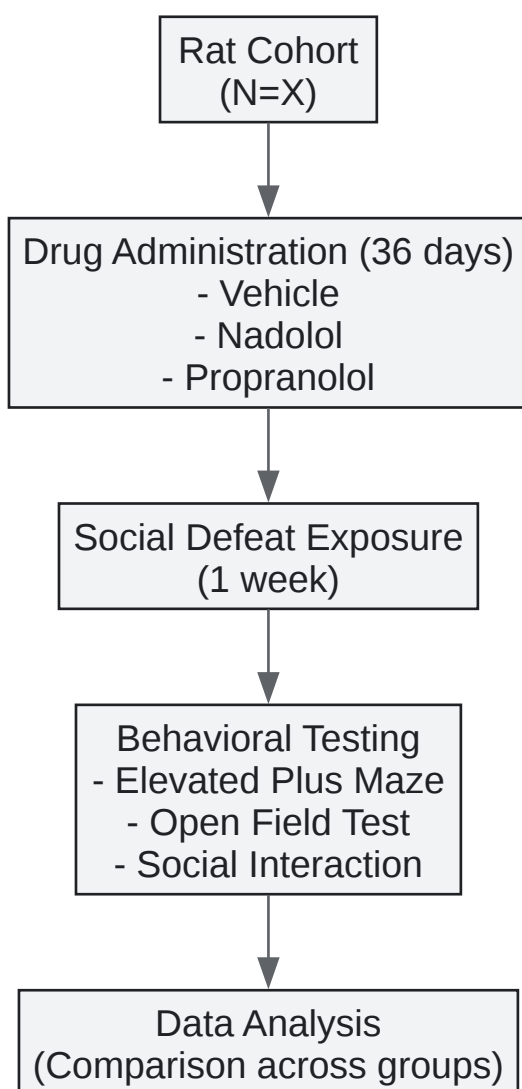 Rat Cohort
(N=X)
Drug Administration (36 days)
- Vehicle
- Nadolol
- Propranolol
Social Defeat Exposure
(1 week)
Behavioral Testing
- Elevated Plus Maze
- Open Field Test
- Social Interaction
Data Analysis
(Comparison across groups)